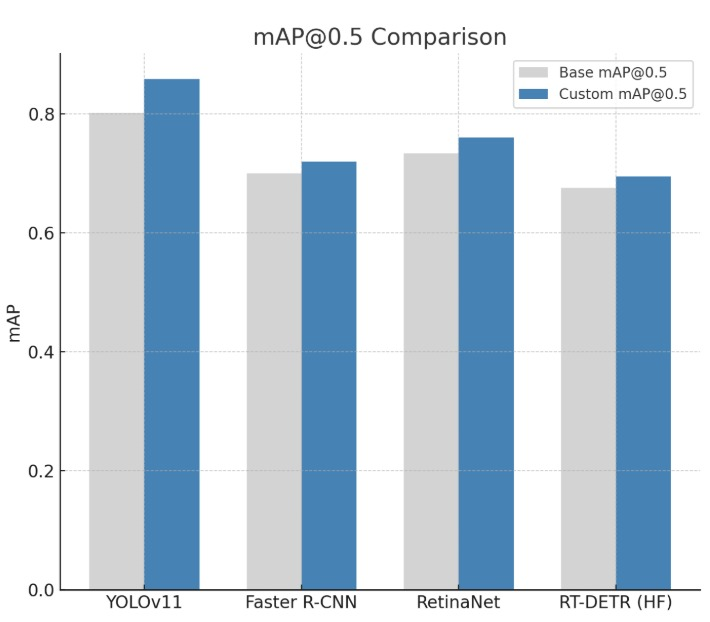 mAP@0.5 Comparison
Base mAP@0.5
Custom mAP@0.5
mAP
0.8
0.6
0.4
0.2
0.0
YOLOv11
Faster R-CNN
RetinaNet
RT-DETR (HF)